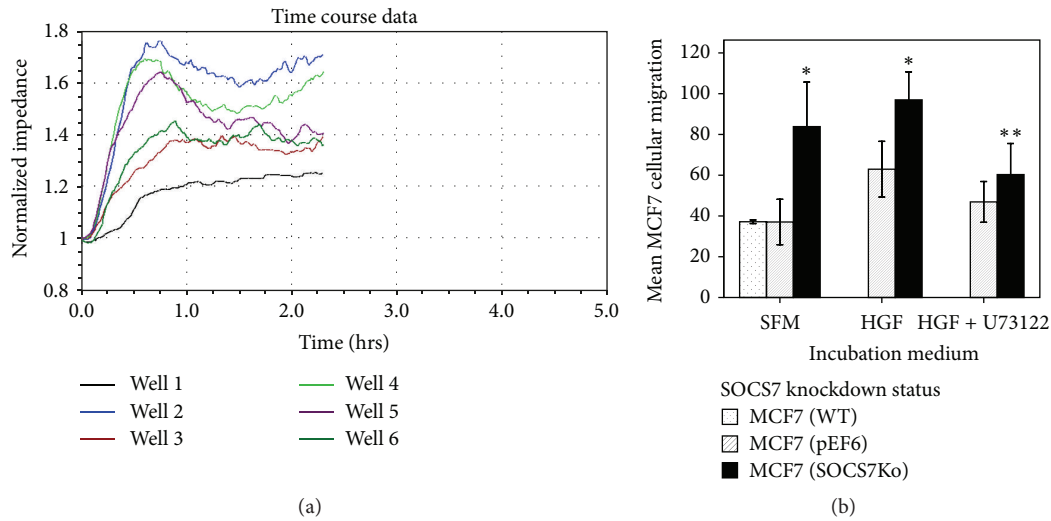 Time course data
Normalized impedance
1.8
1.6
1.4
1.2
1
0.8
0.0
1.0
2.0
3.0
4.0
5.0
Time (hrs)
Well 1
Well 2
Well 3
Well 4
Well 5
Well 6
(a)
Mean MCF7 cellular migration
120
100
80
60
40
20
0
*
*
**
SFM
HGF
HGF + U73122
Incubation medium
SOCS7 knockdown status
MCF7 (WT)
MCF7 (pEF6)
MCF7 (SOCS7Ko)
(b)